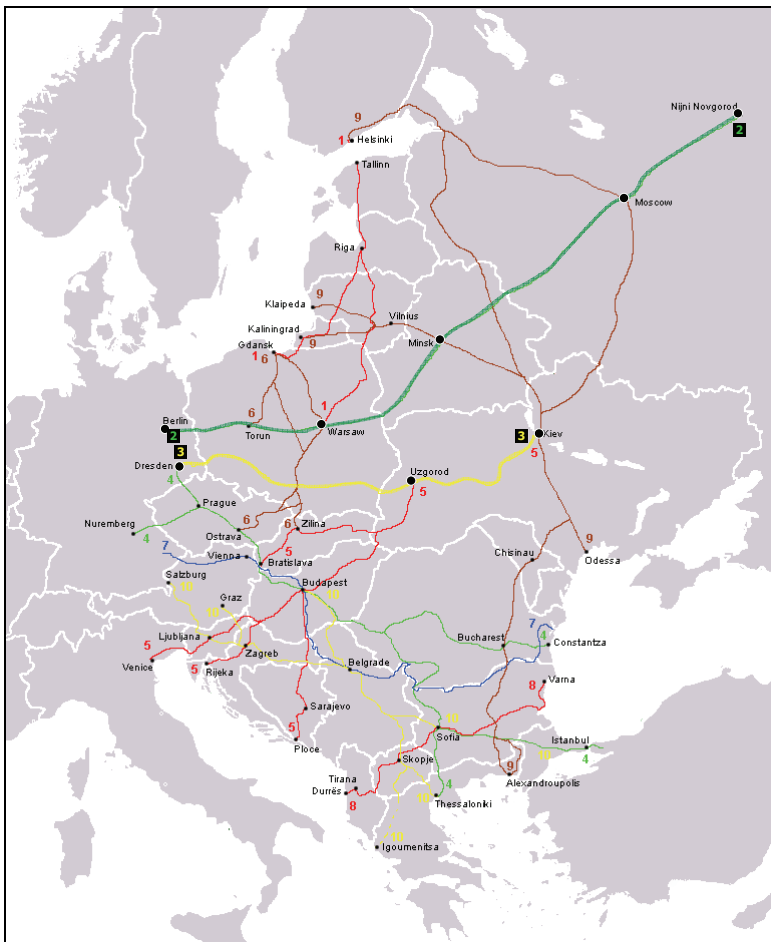 Nijni Novgorod
2
9
1
Helsinki
Tallinn
Moscow
Riga
9
Klaipeda
Vilnius
Kaliningrad
9
Minsk
Gdansk
1
6
1
6
Berlin
2
Torun
Warsaw
3
Kiev
5
3
Dresden
4
Uzgorod
5
Prague
Nuremberg
4
Ostrava
6
6
Zilina
9
7
Vienna
5
Bratislava
Chisinau
Odessa
Salzburg
10
Budapest
10
Graz
10
7
Ljubljana
5
Bucharest
4
Constantza
Venice
5
Rijeka
Zagreb
Belgrade
8
Varna
Sarajevo
5
Ploce
10
Sofia
Istanbul
10
4
Skopje
9
Alexandroupolis
Tirana
Durrës
8
10
4
Thessaloniki
10
Igoumenitsa